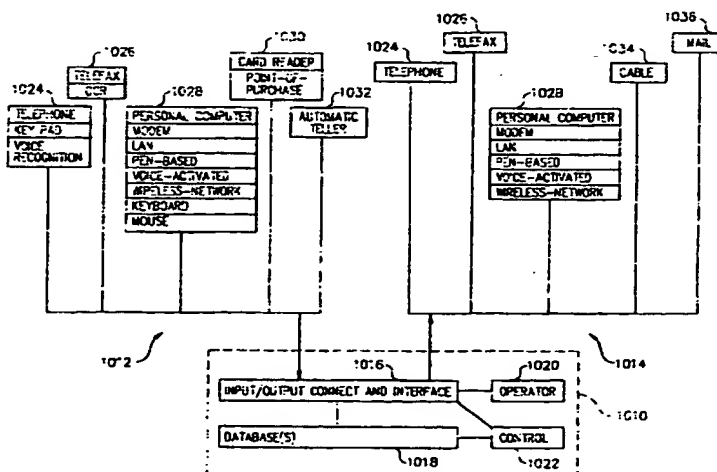 1024
TELEPHONE
KEY PAD
VOICE
RECOGNITION
1026
TELEFAX
OCR
1028
PERSONAL COMPUTER
MODEM
LAN
PEN-BASED
VOICE-ACTIVATED
WIRELESS-NETWORK
KEYBOARD
MOUSE
1030
CARD READER
POINT-OF-
PURCHASE
1032
AUTOMATIC
TELLER
1024
TELEPHONE
1026
TELEFAX
1028
PERSONAL COMPUTER
MODEM
LAN
PEN-BASED
VOICE-ACTIVATED
WIRELESS-NETWORK
1034
CABLE
1036
MAIL
1012
1014
1016
INPUT/OUTPUT CONNECT AND INTERFACE
1020
OPERATOR
1010
DATABASE(S)
1018
CONTROL
1022